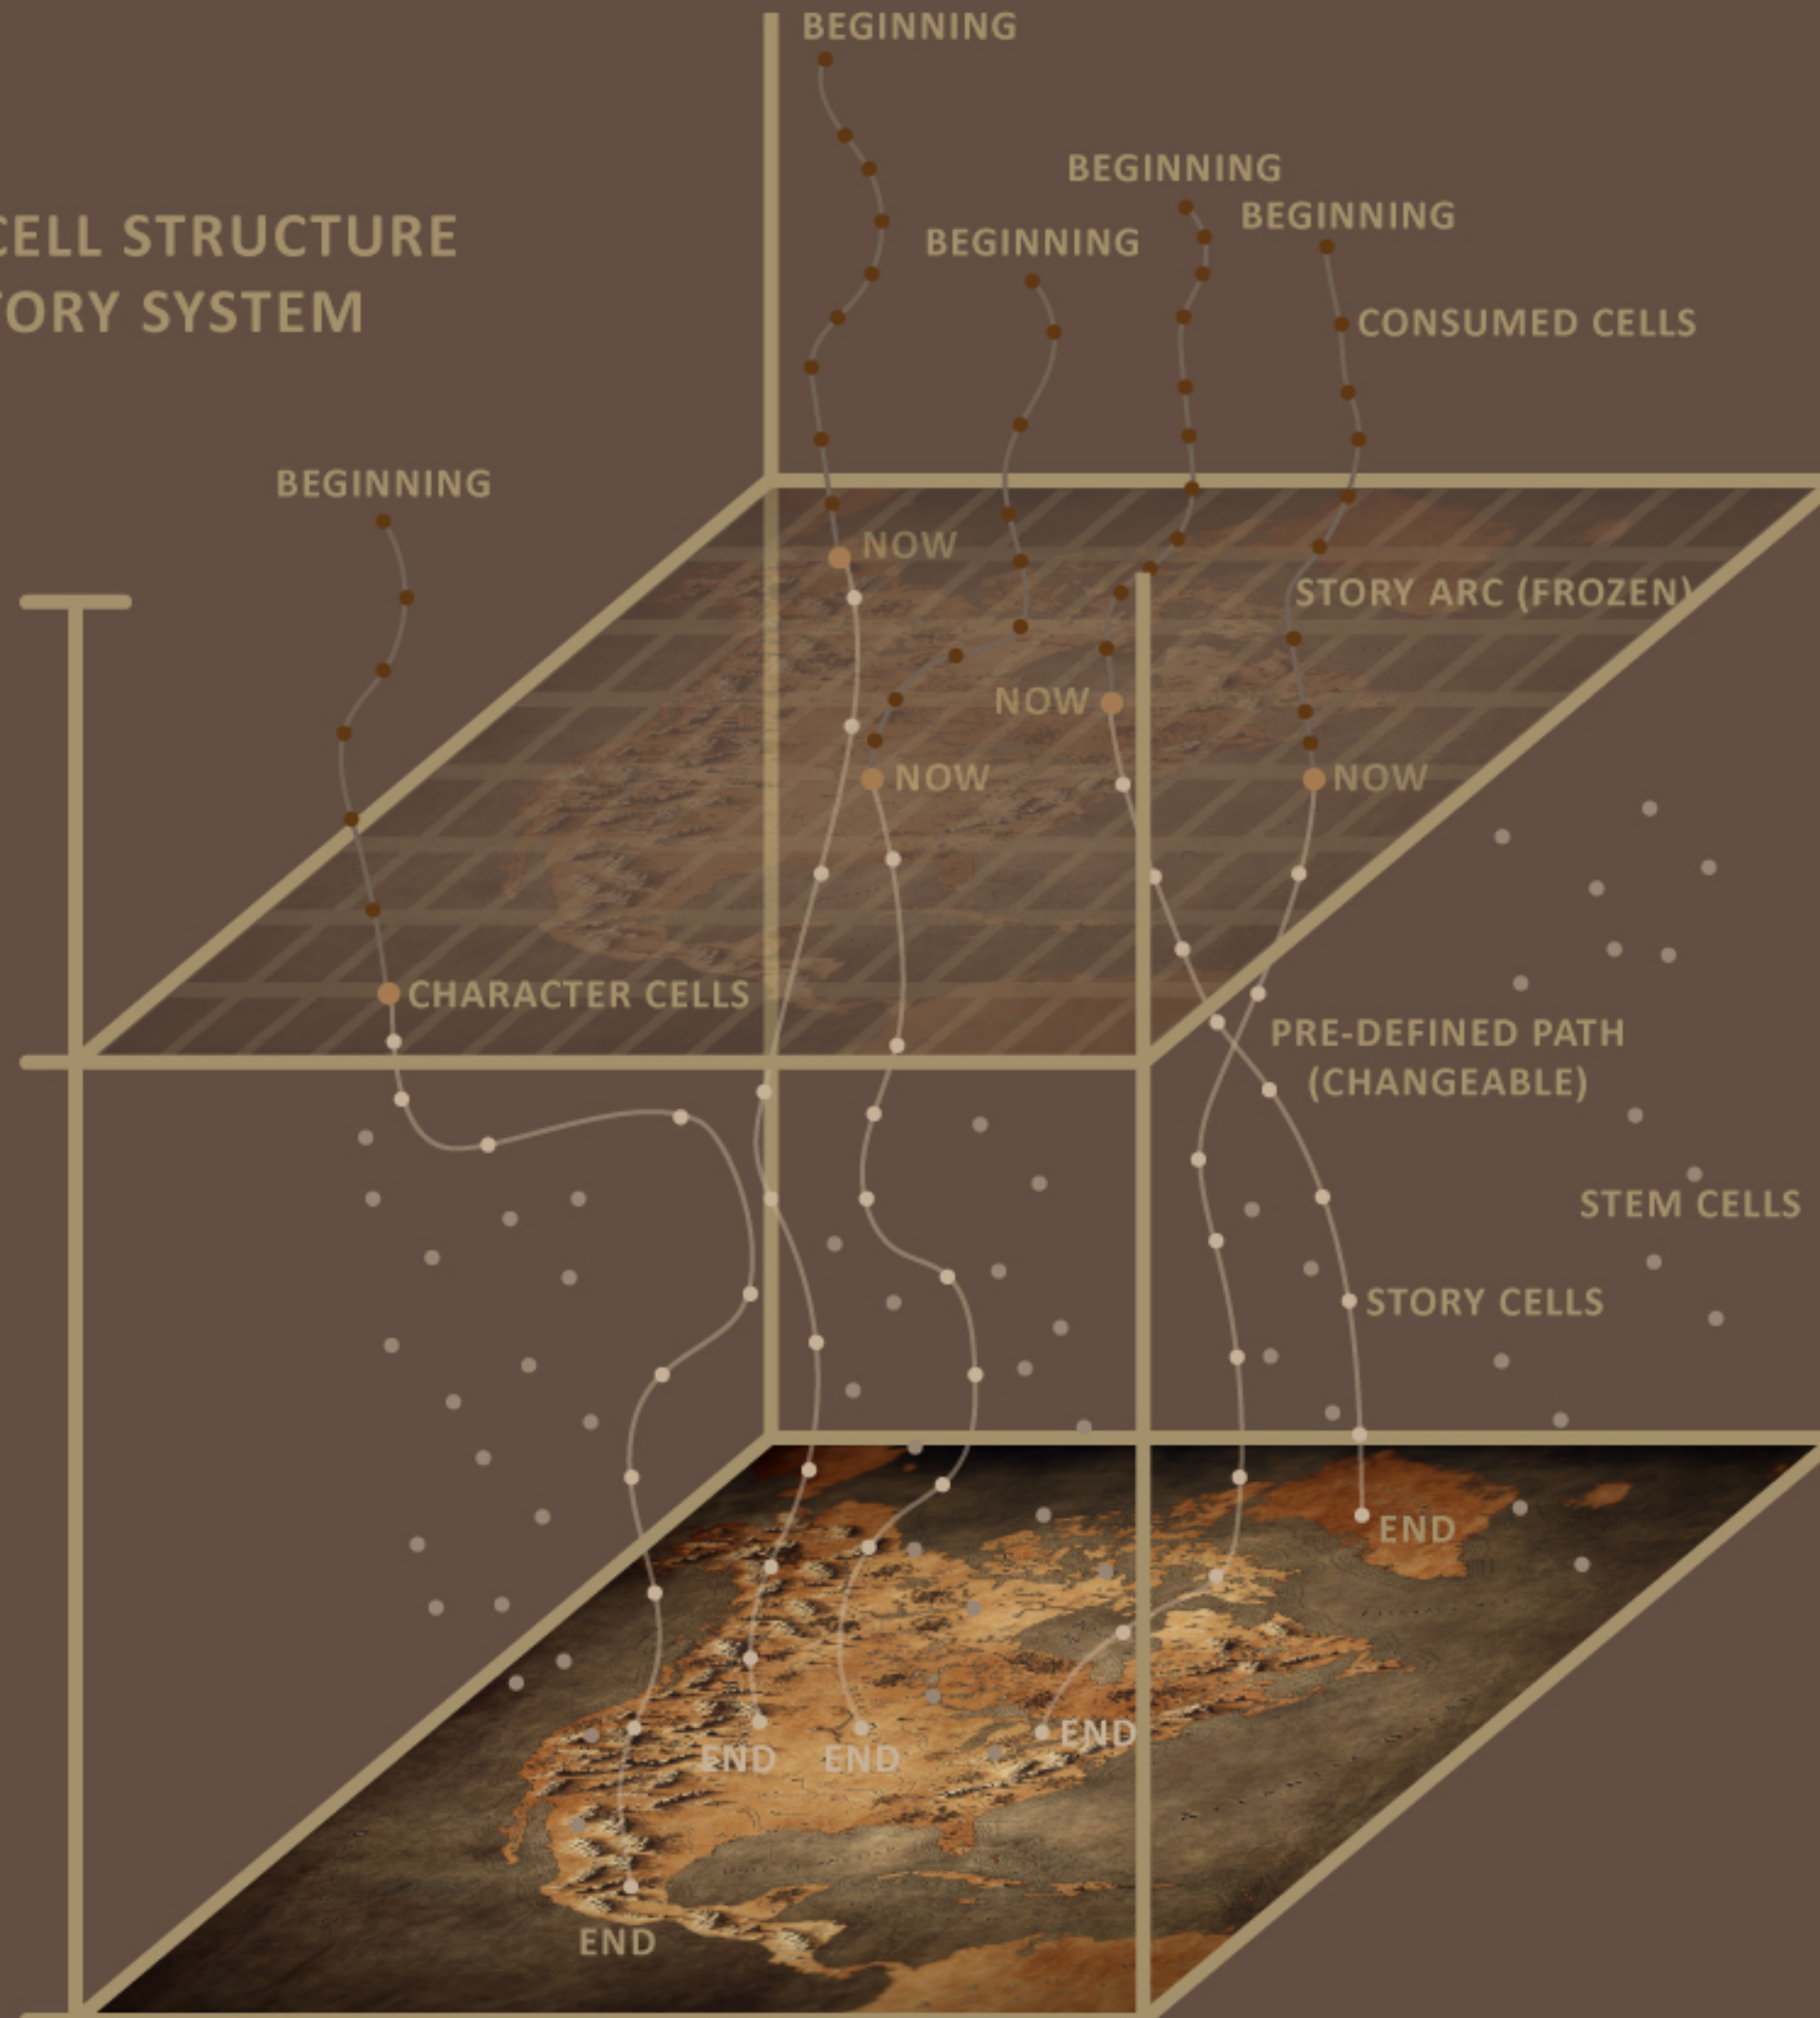 BEGINNING
BEGINNING
BEGINNING
BEGINNING
CELL STRUCTURE
TORY SYSTEM
CONSUMED CELLS
BEGINNING
NOW
STORY ARC (FROZEN)
NOW
NOW
NOW
CHARACTER CELLS
PRE-DEFINED PATH
(CHANGEABLE)
STEM CELLS
STORY CELLS
END
END
END
END
END